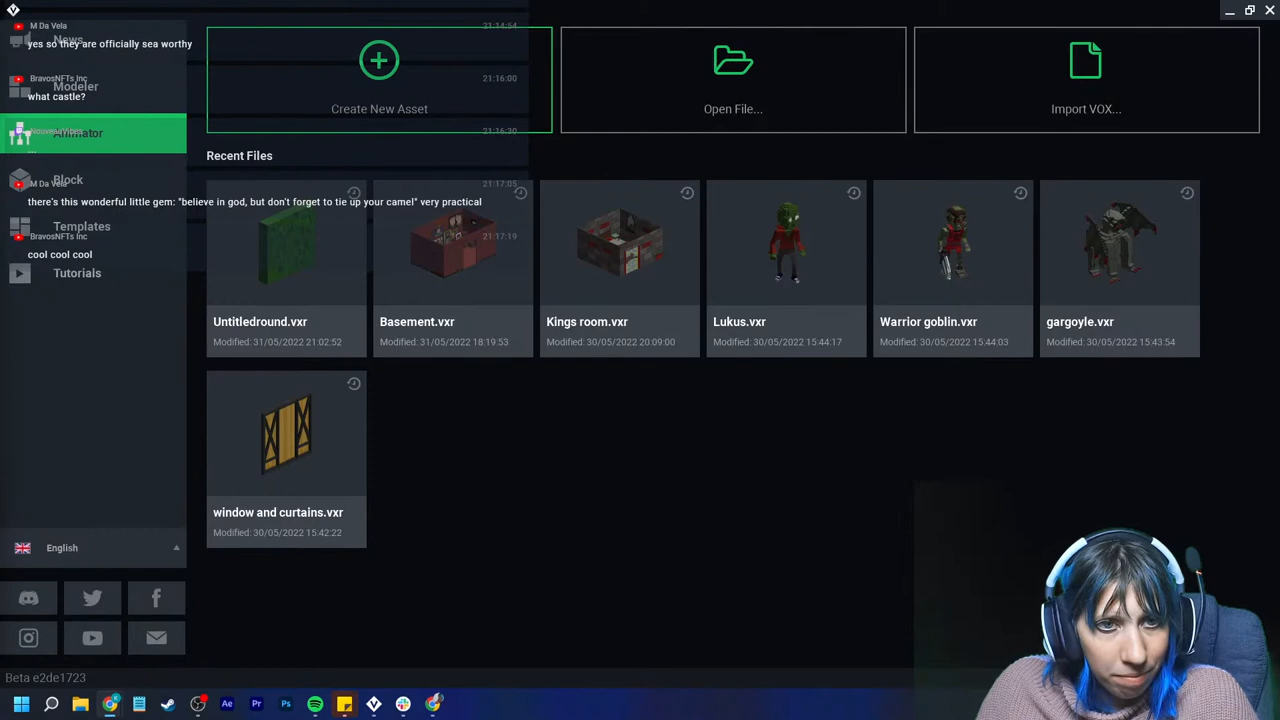 M Da Vela
21:14:54
News
yes so they are officially sea worthy
BravosNFTs Inc
21:16:00
Modeler
what castle?
NouveauVibes
21:16:30
Animator
...
Block
M Da Vela
21:17:05
there's this wonderful little gem: "believe in god, but don't forget to tie up your camel" very practical
Templates
BravosNFTs Inc
21:17:19
cool cool cool
Tutorials
Create New Asset
Open File...
Import VOX...
Recent Files
Untitledround.vxr
Modified: 31/05/2022 21:02:52
Basement.vxr
Modified: 31/05/2022 18:19:53
Kings room.vxr
Modified: 30/05/2022 20:09:00
Lukus.vxr
Modified: 30/05/2022 15:44:17
Warrior goblin.vxr
Modified: 30/05/2022 15:44:03
gargoyle.vxr
Modified: 30/05/2022 15:43:54
window and curtains.vxr
Modified: 30/05/2022 15:42:22
English
Beta e2de1723
Ae
Pr
Ps